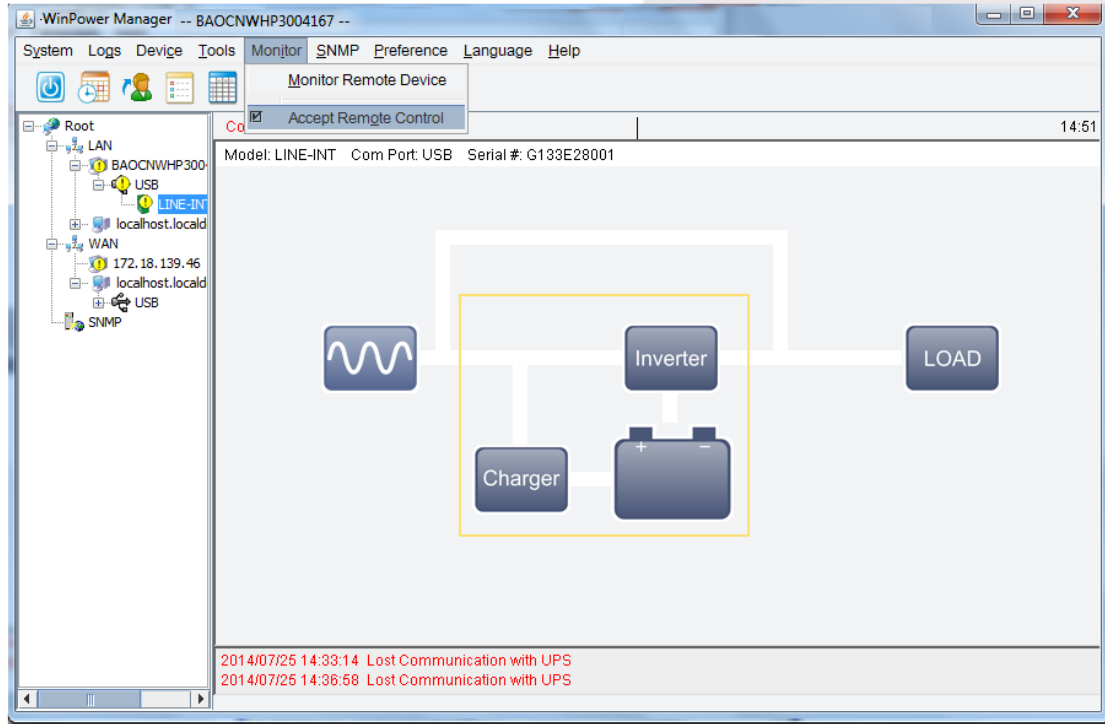 WinPower Manager -- BAOCNWHP3004167 --
System Logs Device Tools Monitor SNMP Preference Language Help
Monitor Remote Device
Accept Remote Control
Root
LAN
BAOCNWHP300
USB
LINE-INT
localhost.locald
WAN
172.18.139.46
localhost.locald
USB
SNMP
Co
14:51
Model: LINE-INT Com Port: USB Serial #: G133E28001
Inverter
LOAD
Charger
+ −
2014/07/25 14:33:14 Lost Communication with UPS
2014/07/25 14:36:58 Lost Communication with UPS